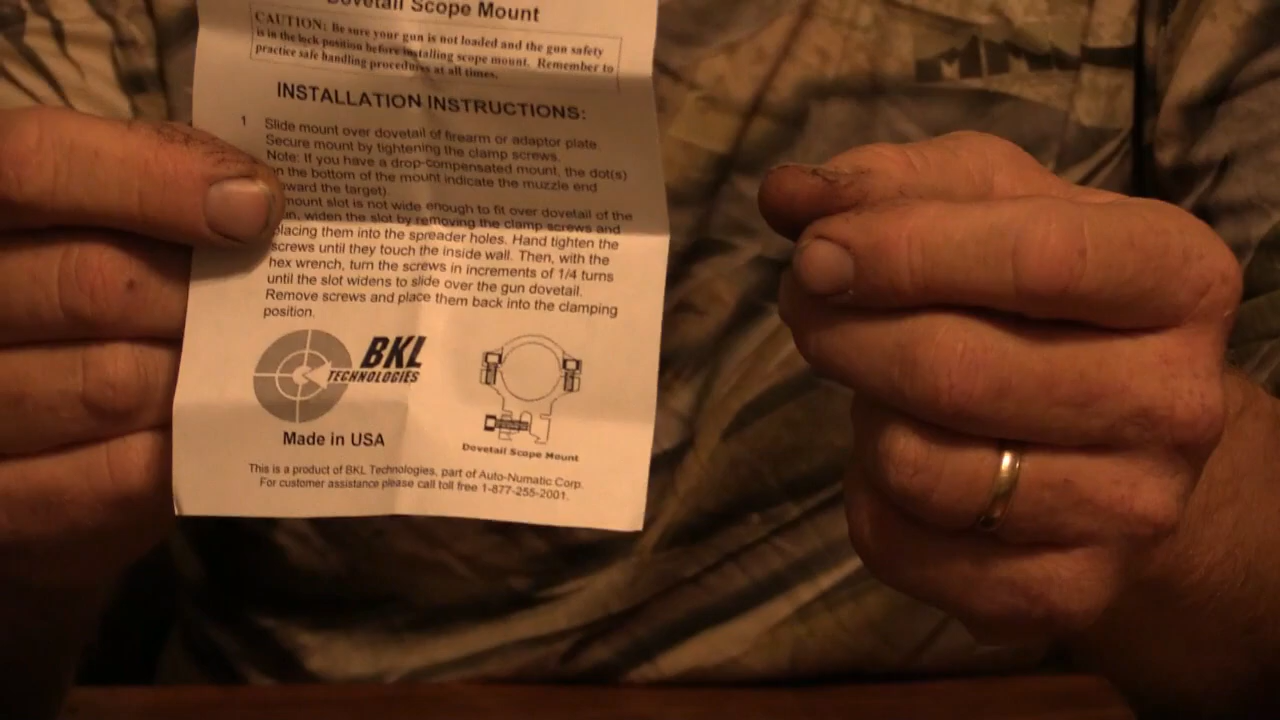 Dovetail Scope Mount
CAUTION: Be sure your gun is not loaded and the gun safety
is in the lock position before installing scope mount. Remember to
practice safe handling procedures at all times.
INSTALLATION INSTRUCTIONS:
1 Slide mount over dovetail of firearm or adaptor plate.
Secure mount by tightening the clamp screws.
Note: If you have a drop-compensated mount, the dot(s)
n the bottom of the mount indicate the muzzle end
oward the target).
mount slot is not wide enough to fit over dovetail of the
un, widen the slot by removing the clamp screws and
placing them into the spreader holes. Hand tighten the
screws until they touch the inside wall. Then, with the
hex wrench, turn the screws in increments of 1/4 turns
until the slot widens to slide over the gun dovetail.
Remove screws and place them back into the clamping
position.
BKL
TECHNOLOGIES
Made in USA
Dovetail Scope Mount
This is a product of BKL Technologies, part of Auto-Numatic Corp.
For customer assistance please call toll free 1-877-255-2001.